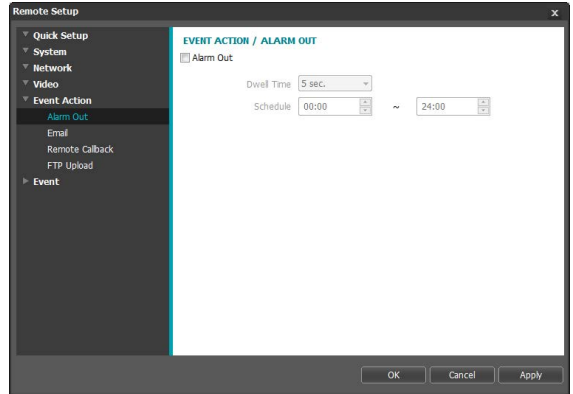 Remote Setup x
Quick Setup
System
Network
Video
Event Action
Alarm Out
Email
Remote Callback
FTP Upload
Event
EVENT ACTION / ALARM OUT
Alarm Out
Dwell Time 5 sec.
Schedule 00:00 ~ 24:00
OK Cancel Apply